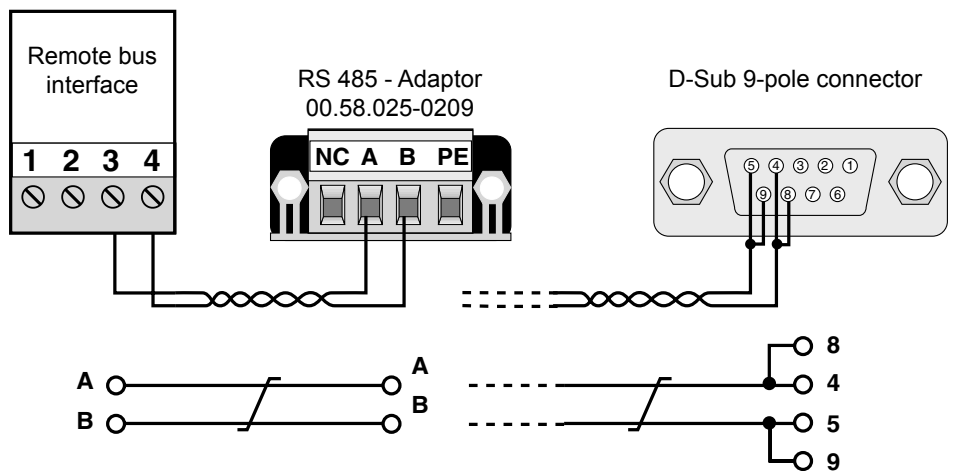 Remote bus
interface
1 2 3 4
RS 485 - Adaptor
00.58.025-0209
NC A B PE
D-Sub 9-pole connector
5 4 3 2 1
9 8 7 6
A A 8
4
B B 5
9